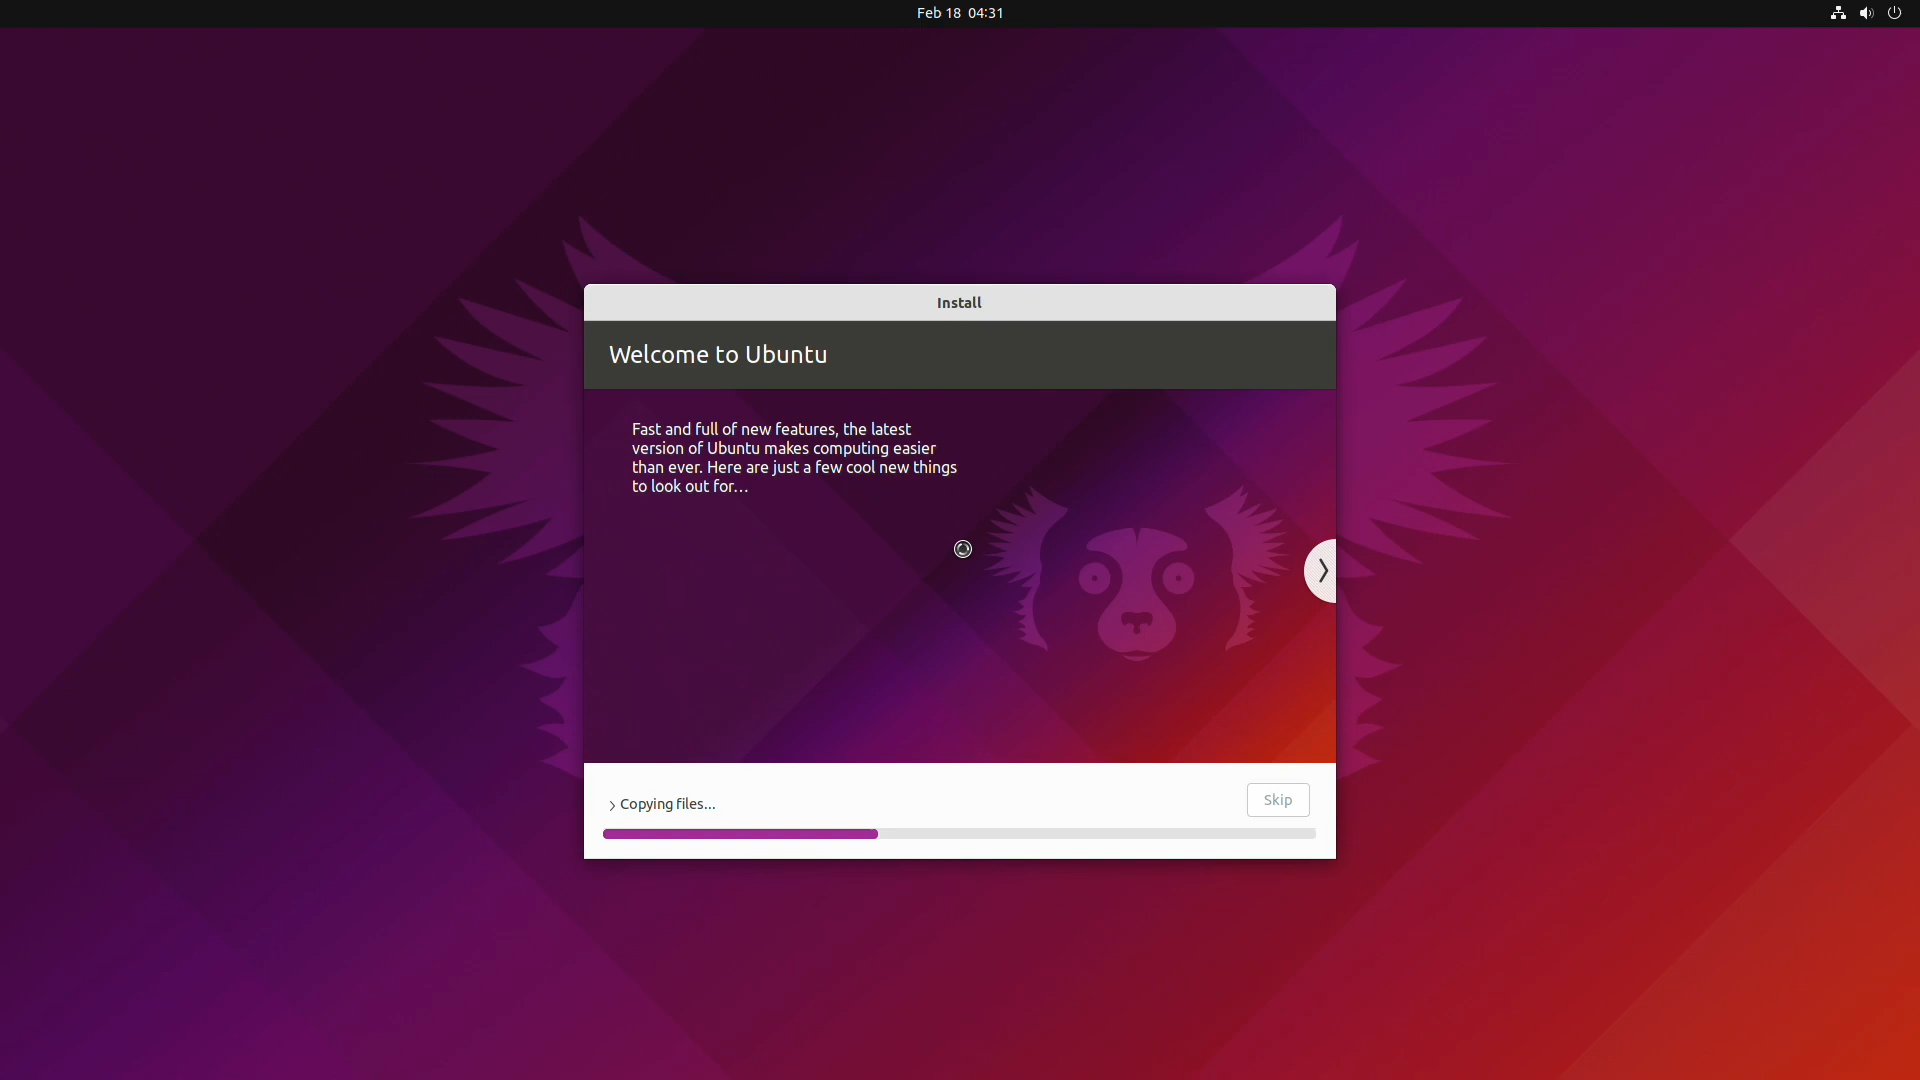 Feb 18 04:31
Install
Welcome to Ubuntu
Fast and full of new features, the latest
version of Ubuntu makes computing easier
than ever. Here are just a few cool new things
to look out for…
Copying files...
Skip